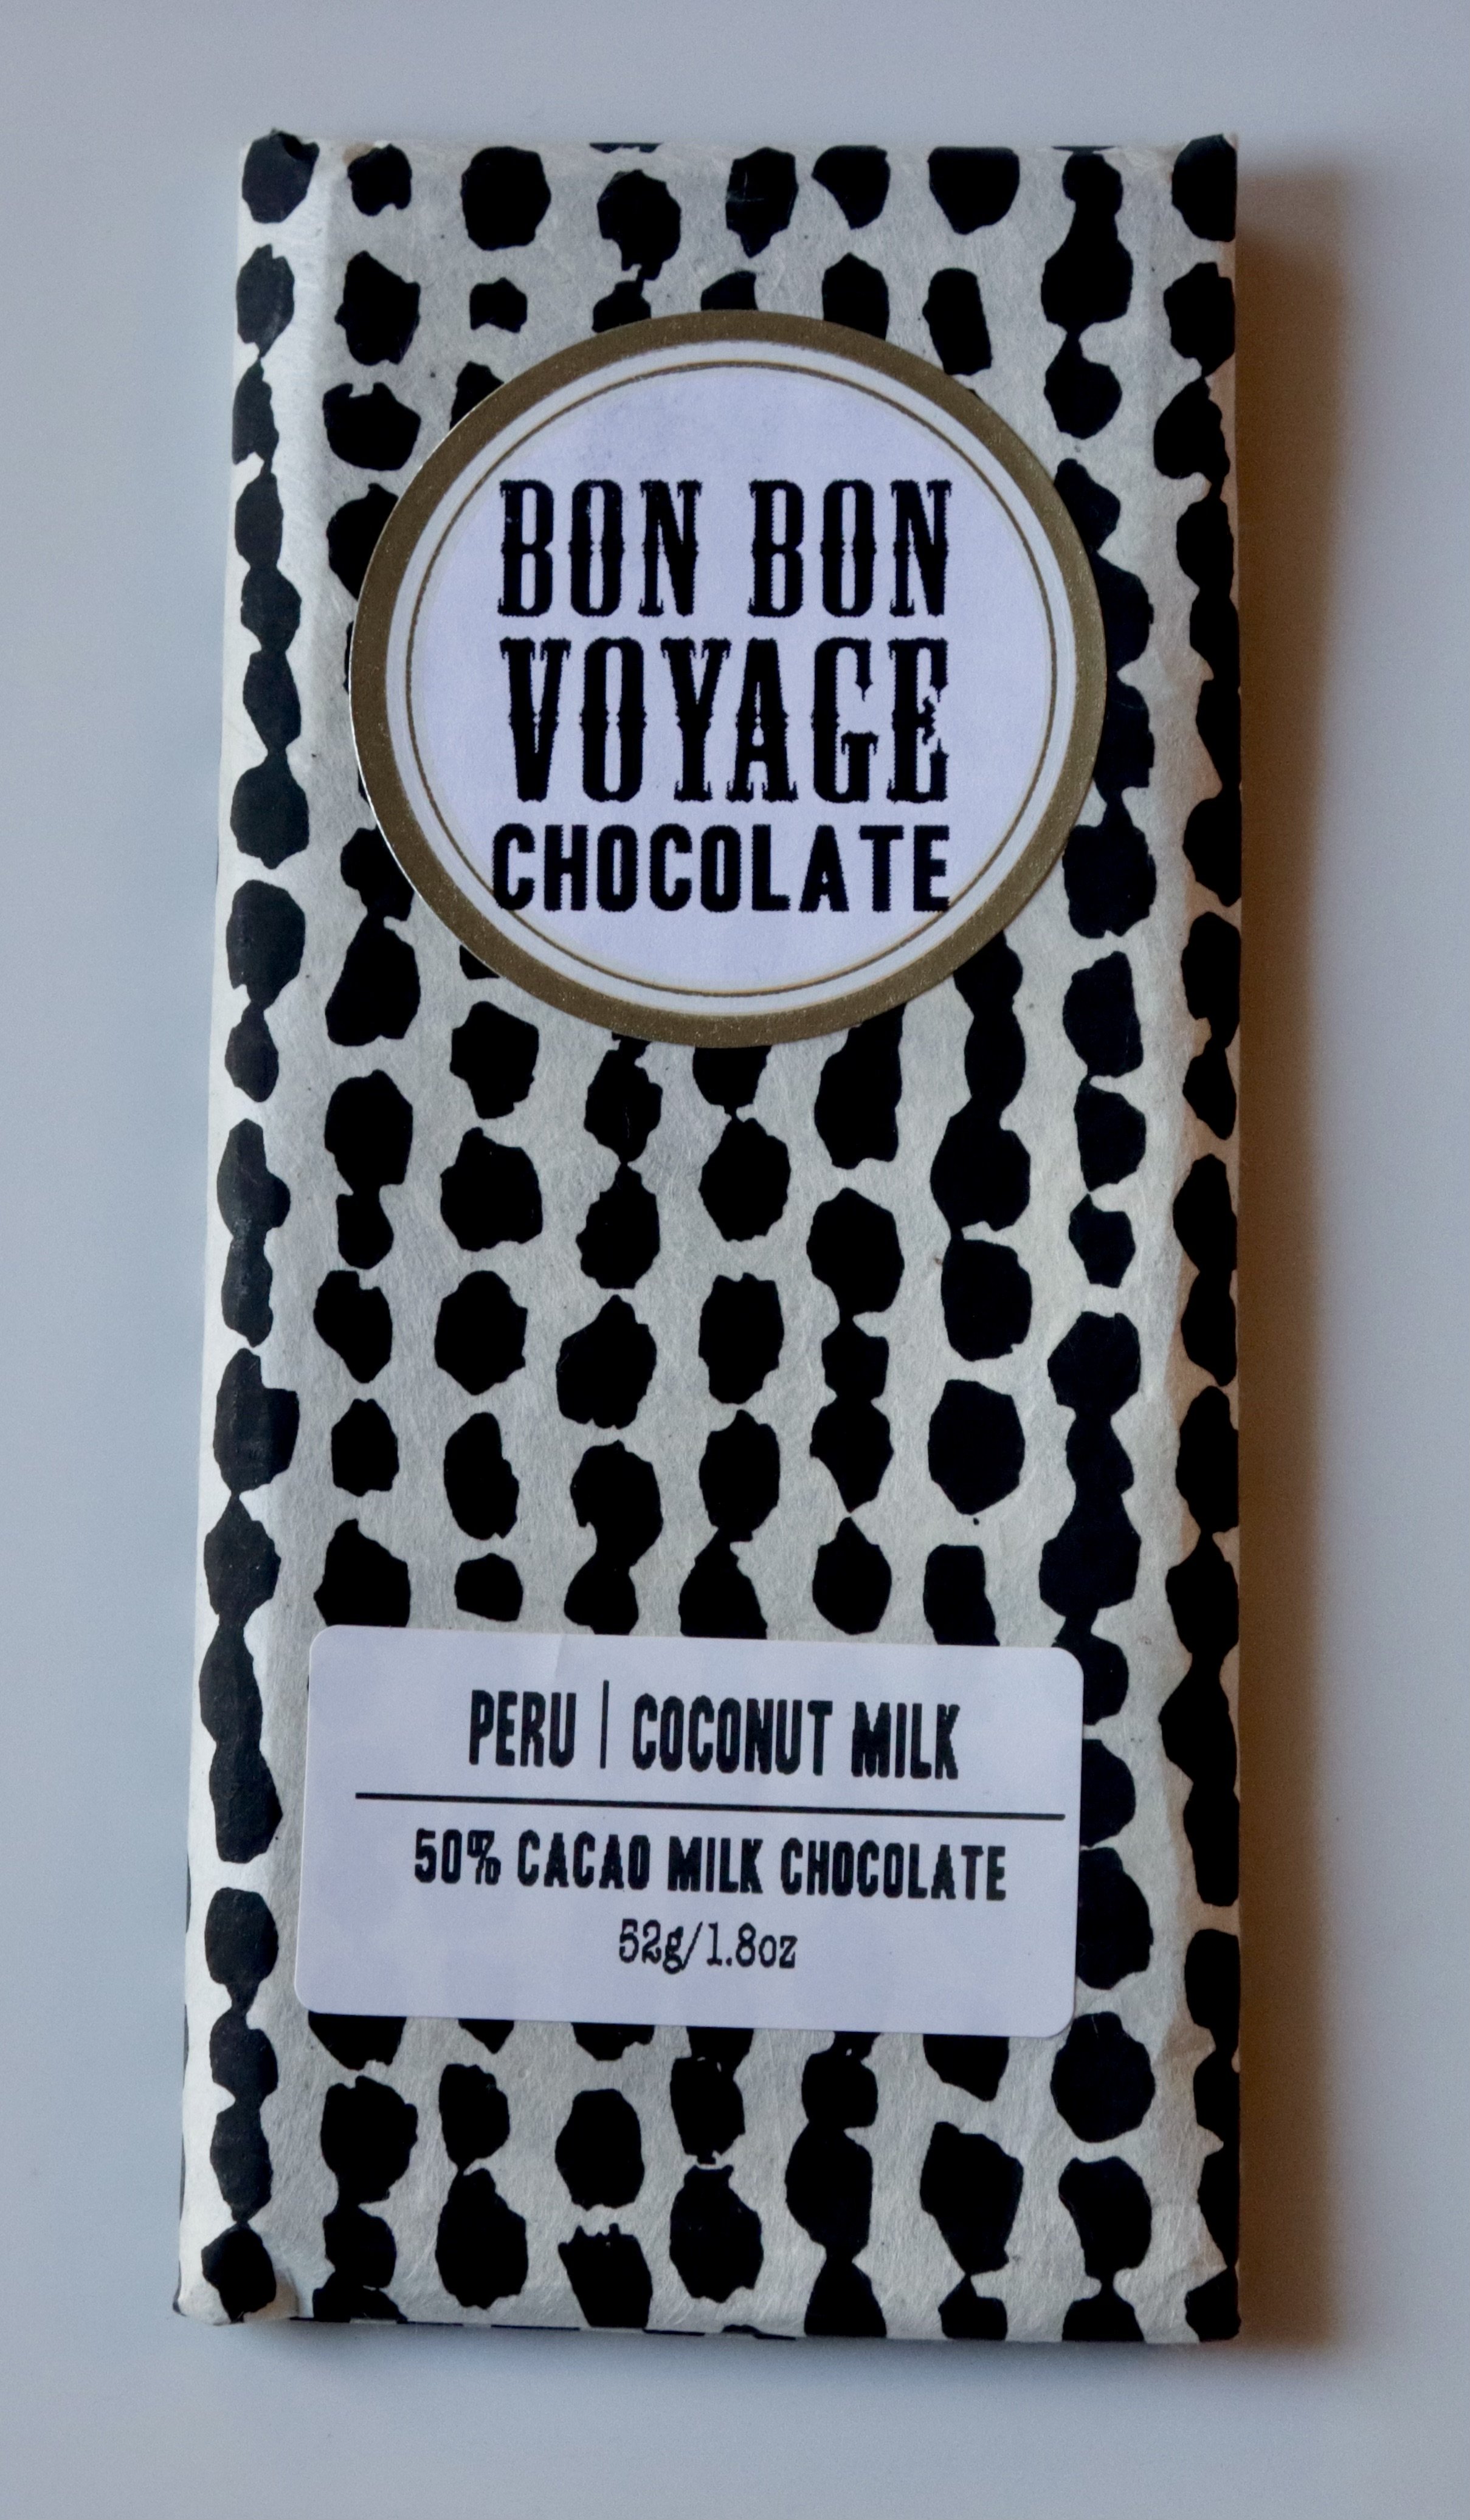 BON BON
VOYAGE
CHOCOLATE
PERU | COCONUT MILK
50% CACAO MILK CHOCOLATE
52g/1.8oz